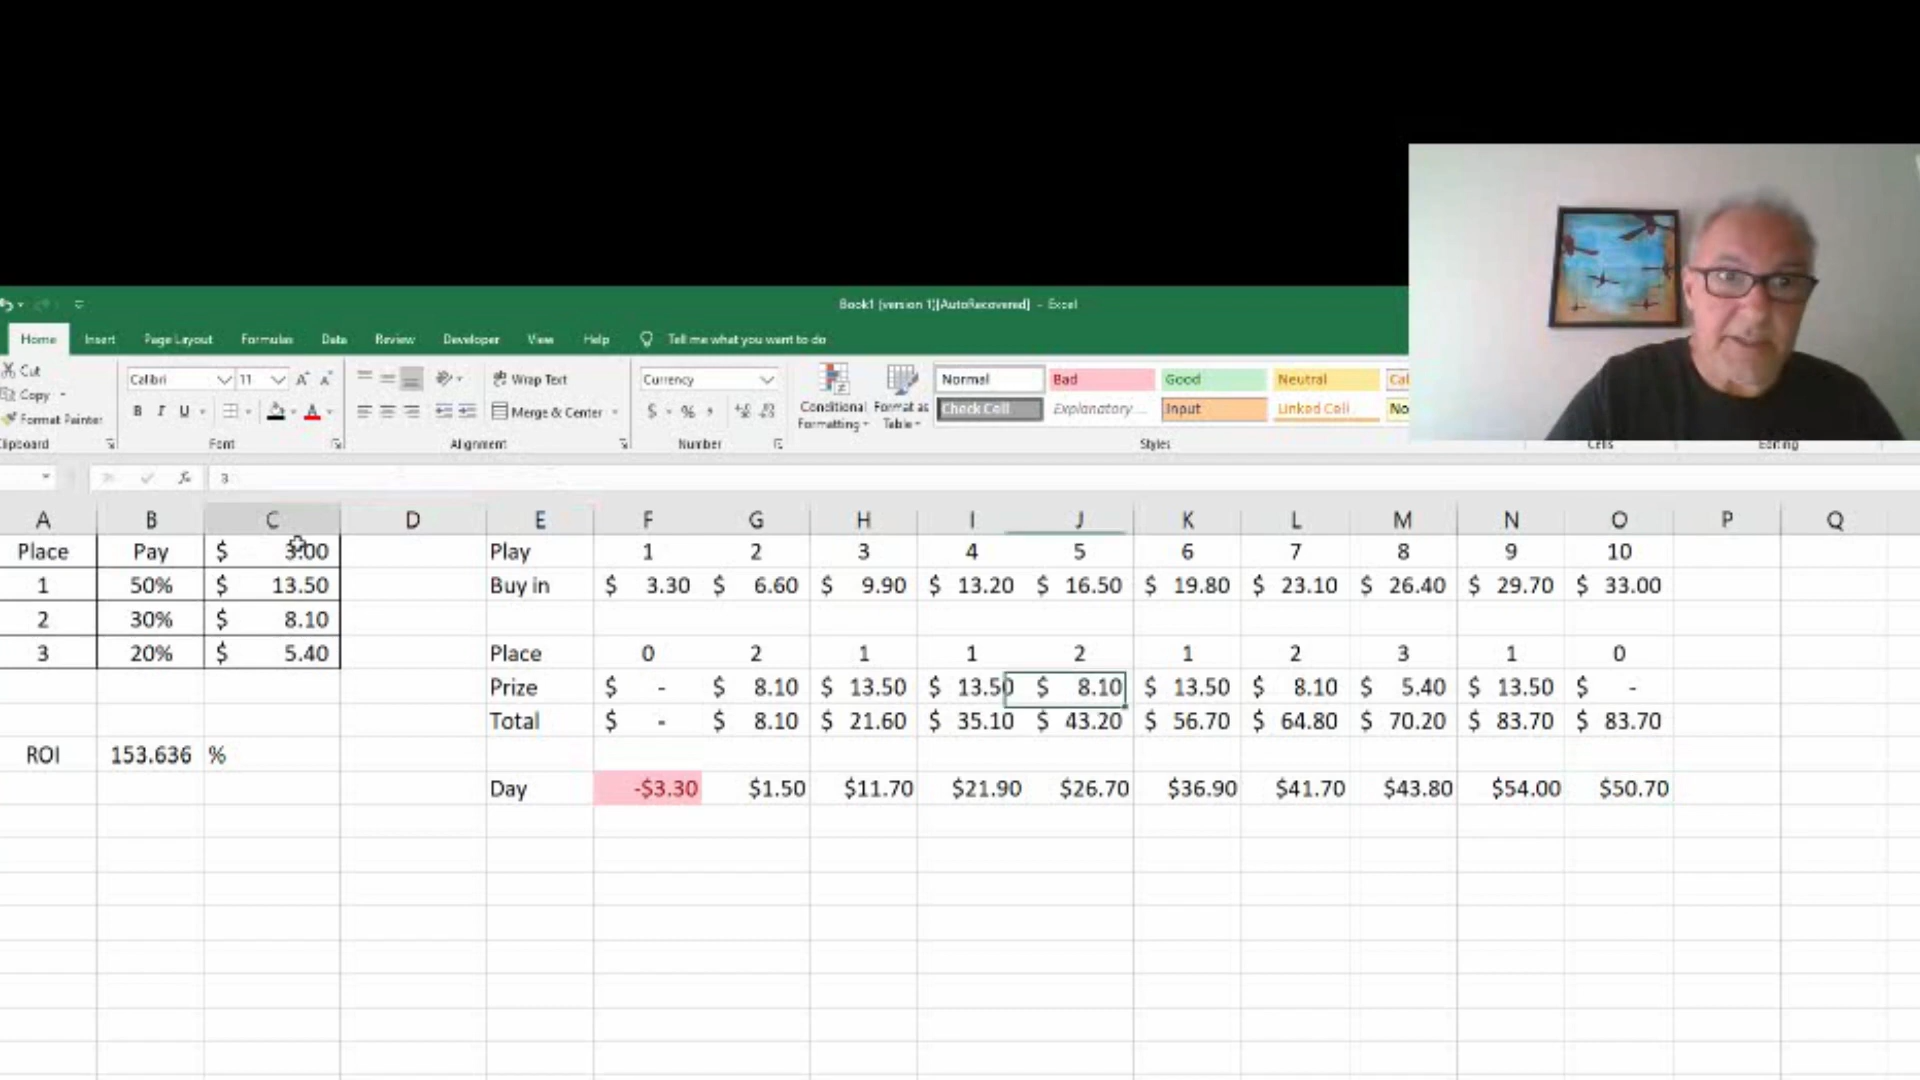 Book1 (version 1)[AutoRecovered] - Excel
Home Insert Page Layout Formulas Data Review Developer View Help Tell me what you want to do
Cut
Copy
Format Painter
Clipboard
Calibri 11
B I U
Font
Wrap Text
Merge & Center
Alignment
Currency
$ % ,
Number
Conditional Formatting
Format as Table
Normal Bad Good Neutral
Check Cell Explanatory ... Input Linked Cell
Styles
Cells
Editing
fx 3
A B C D E F G H I J K L M N O P Q
Place Pay $ 3.00 Play 1 2 3 4 5 6 7 8 9 10
1 50% $ 13.50 Buy in $ 3.30 $ 6.60 $ 9.90 $ 13.20 $ 16.50 $ 19.80 $ 23.10 $ 26.40 $ 29.70 $ 33.00
2 30% $ 8.10
3 20% $ 5.40 Place 0 2 1 1 2 1 2 3 1 0
Prize $ - $ 8.10 $ 13.50 $ 13.50 $ 8.10 $ 13.50 $ 8.10 $ 5.40 $ 13.50 $ -
Total $ - $ 8.10 $ 21.60 $ 35.10 $ 43.20 $ 56.70 $ 64.80 $ 70.20 $ 83.70 $ 83.70
ROI 153.636 %
Day -$3.30 $1.50 $11.70 $21.90 $26.70 $36.90 $41.70 $43.80 $54.00 $50.70